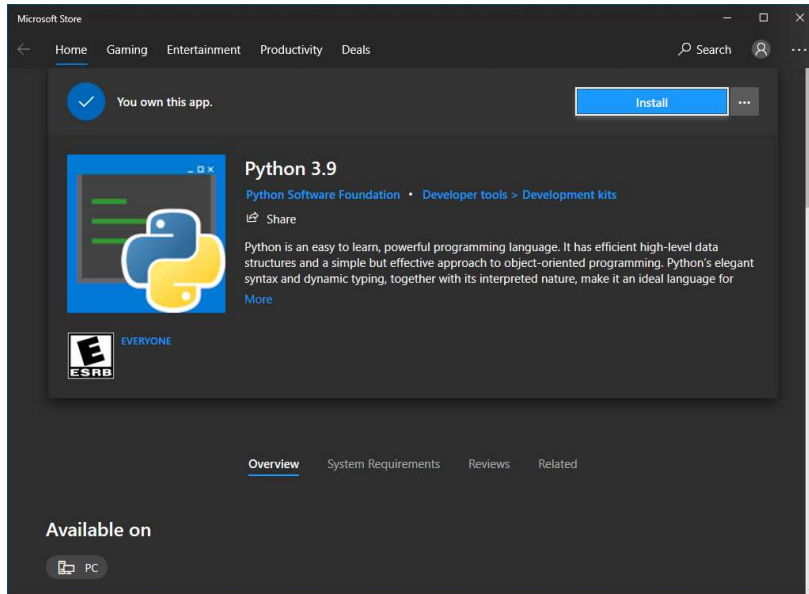 Microsoft Store
Home Gaming Entertainment Productivity Deals Search
You own this app.
Install
Python 3.9
Python Software Foundation • Developer tools > Development kits
Share
Python is an easy to learn, powerful programming language. It has efficient high-level data
structures and a simple but effective approach to object-oriented programming. Python's elegant
syntax and dynamic typing, together with its interpreted nature, make it an ideal language for
More
E
ESRB
EVERYONE
Overview System Requirements Reviews Related
Available on
PC